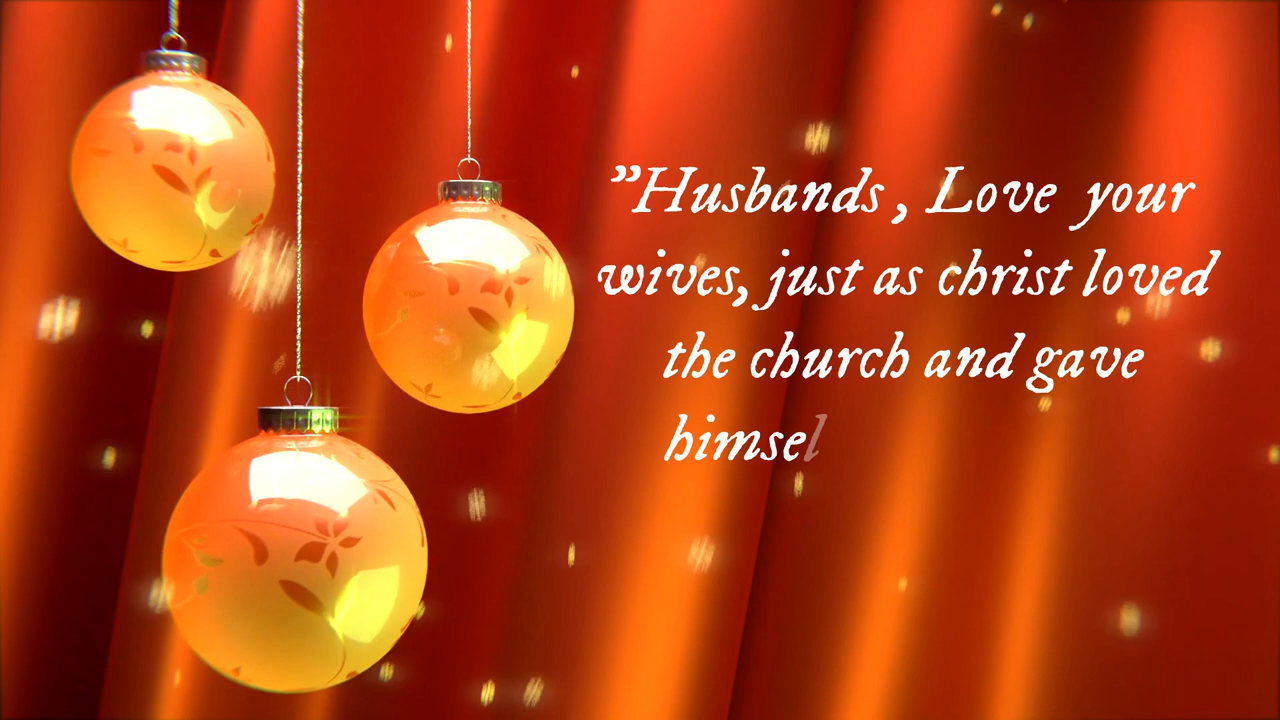 ”Husbands , Love your
wives, just as christ loved
the church and gave
himsel